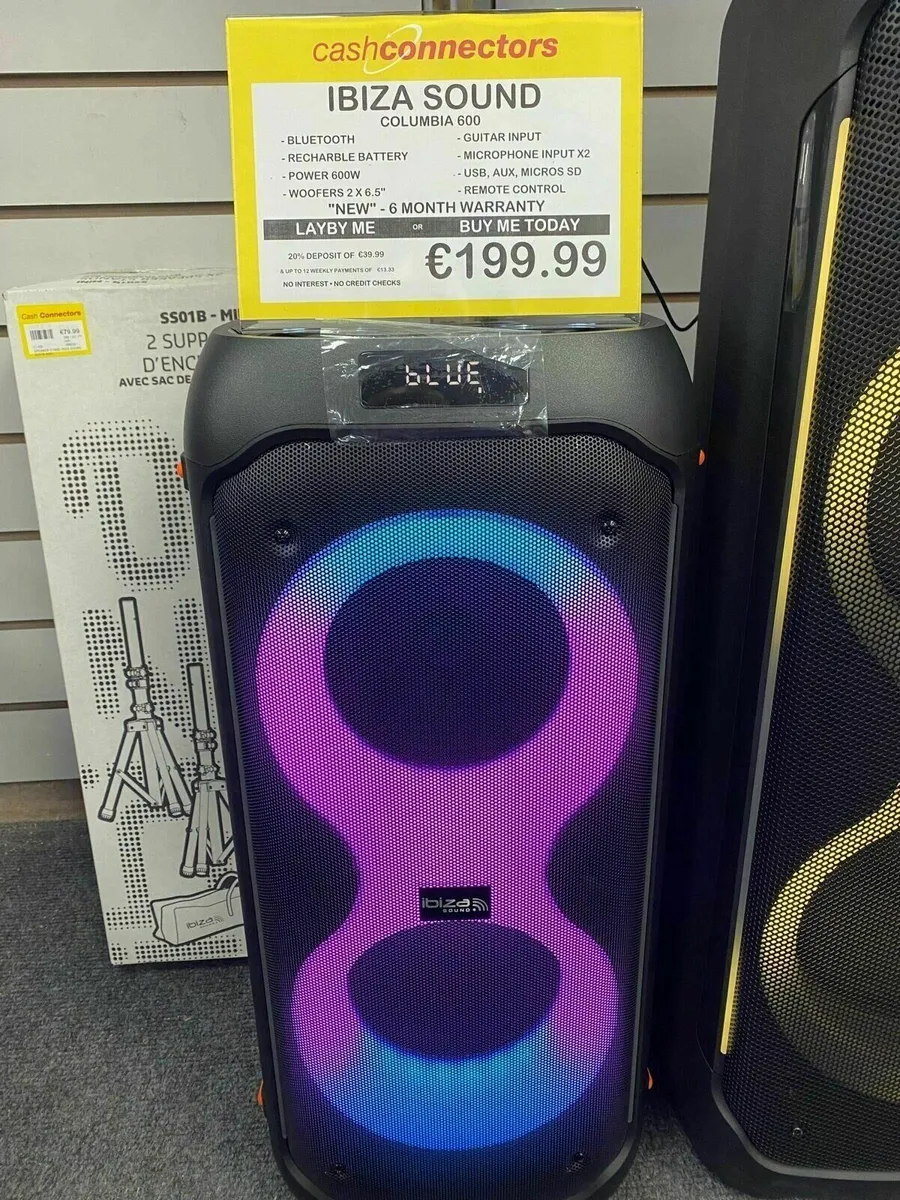 cashconnectors
IBIZA SOUND
COLUMBIA 600
- BLUETOOTH
- RECHARBLE BATTERY
- POWER 600W
- WOOFERS 2 X 6.5"
- GUITAR INPUT
- MICROPHONE INPUT X2
- USB, AUX, MICROS SD
- REMOTE CONTROL
"NEW" - 6 MONTH WARRANTY
LAYBY ME OR BUY ME TODAY
20% DEPOSIT OF €39.99
& UP TO 12 WEEKLY PAYMENTS OF €13.33
NO INTEREST • NO CREDIT CHECKS
€199.99
Cash Connectors
€79.99
SS01B - MI
2 SUPP
D'ENC
AVEC SAC DE
bLUE
ibiza
SOUND
ibiza